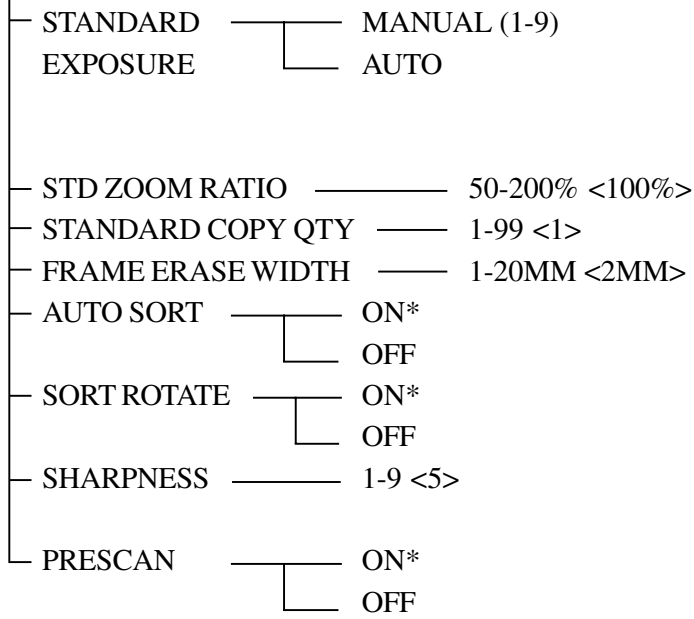 STANDARD MANUAL (1-9)
EXPOSURE AUTO
STD ZOOM RATIO 50-200% <100%>
STANDARD COPY QTY 1-99 <1>
FRAME ERASE WIDTH 1-20MM <2MM>
AUTO SORT ON*
OFF
SORT ROTATE ON*
OFF
SHARPNESS 1-9 <5>
PRESCAN ON*
OFF